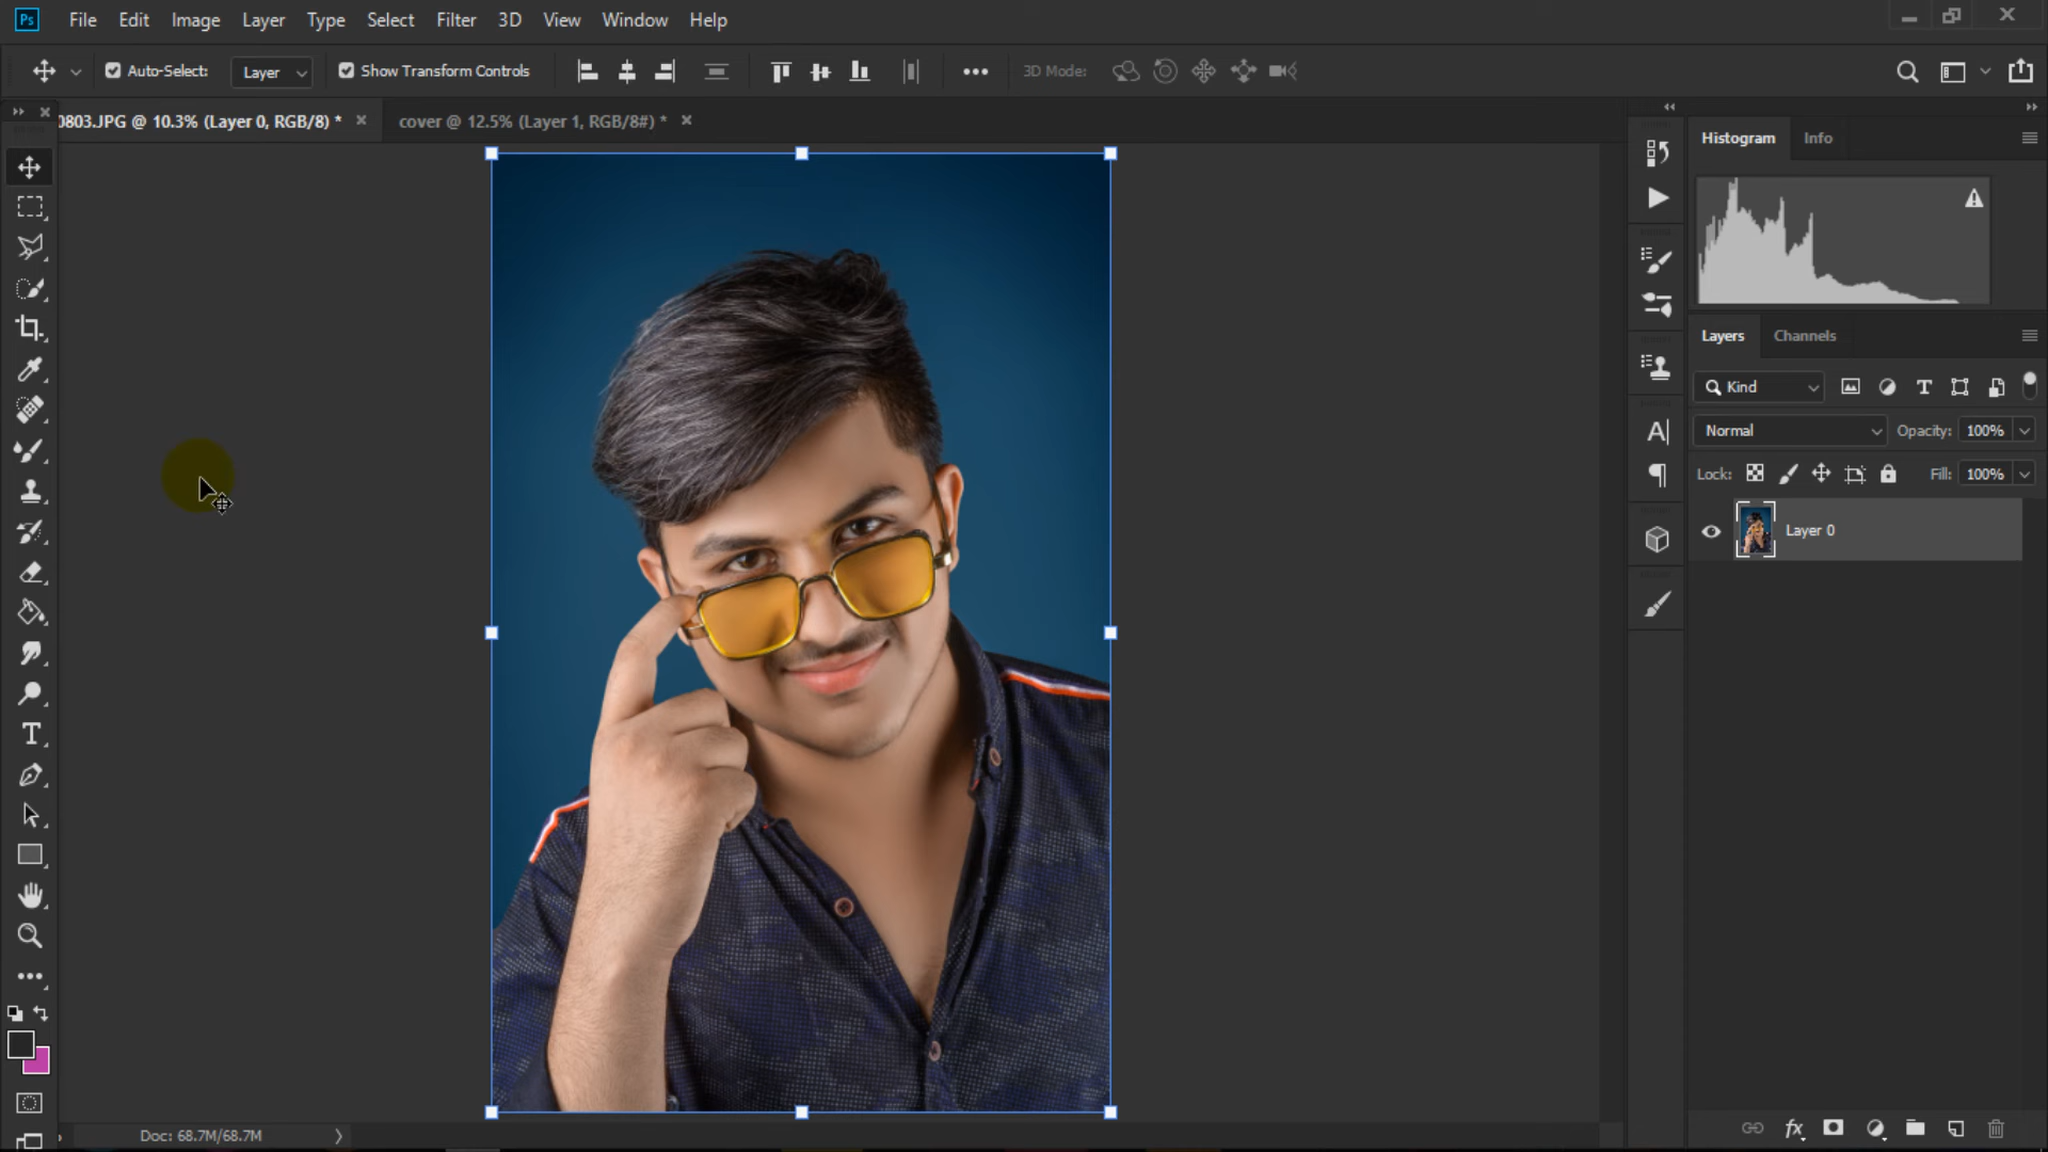 Ps File Edit Image Layer Type Select Filter 3D View Window Help
Auto-Select: Layer Show Transform Controls 3D Mode:
0803.JPG @ 10.3% (Layer 0, RGB/8) * cover @ 12.5% (Layer 1, RGB/8#) *
Histogram Info
Layers Channels
Kind
Normal Opacity: 100%
Lock: Fill: 100%
Layer 0
Doc: 68.7M/68.7M